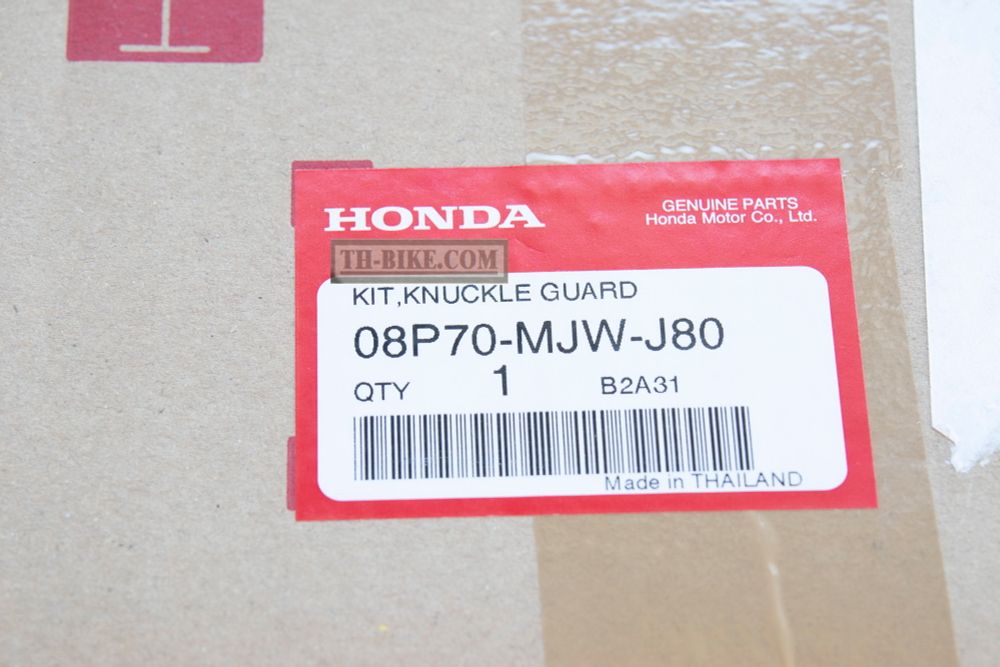 HONDA
GENUINE PARTS
Honda Motor Co., Ltd.
TH-BIKE.COM
KIT,KNUCKLE GUARD
08P70-MJW-J80
QTY 1 B2A31
Made in THAILAND